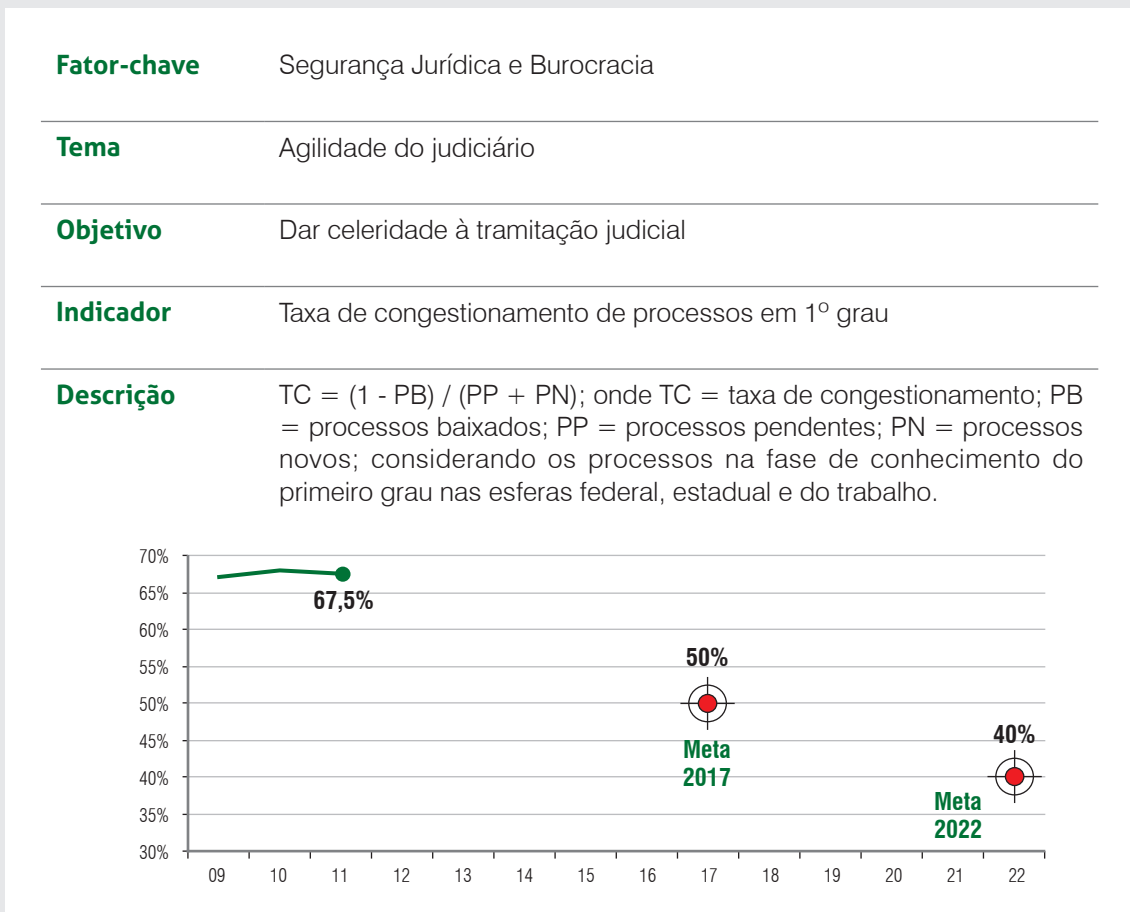 Fator-chave Segurança Jurídica e Burocracia
Tema Agilidade do judiciário
Objetivo Dar celeridade à tramitação judicial
Indicador Taxa de congestionamento de processos em 1º grau
Descrição TC = (1 - PB) / (PP + PN); onde TC = taxa de congestionamento; PB
= processos baixados; PP = processos pendentes; PN = processos
novos; considerando os processos na fase de conhecimento do
primeiro grau nas esferas federal, estadual e do trabalho.
70%
65%
60%
55%
50%
45%
40%
35%
30%
67,5%
50%
Meta
2017
40%
Meta
2022
09 10 11 12 13 14 15 16 17 18 19 20 21 22